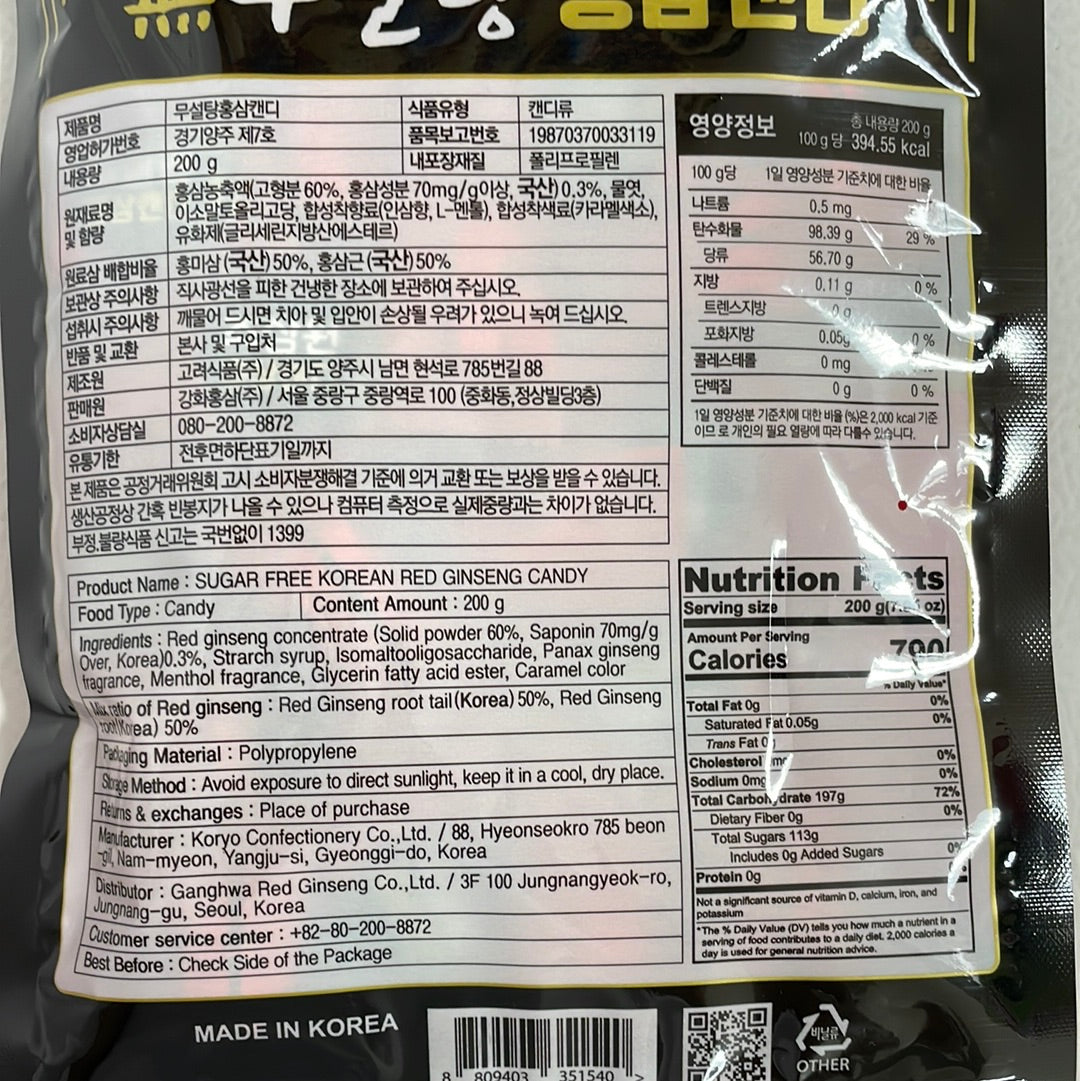 無무설탕
제품명 무설탕홍삼캔디 식품유형 캔디류
영업허가번호 경기양주 제7호 품목보고번호 19870370033119
내용량 200 g 내포장재질 폴리프로필렌
원재료명 및 함량 홍삼농축액(고형분 60%, 홍삼성분 70mg/g이상, 국산)0.3%, 물엿,
이소말토올리고당, 합성착향료(인삼향, L-멘톨), 합성착색료(카라멜색소),
유화제(글리세린지방산에스테르)
원료삼 배합비율 홍미삼(국산)50%, 홍삼근(국산)50%
보관상 주의사항 직사광선을 피한 건냉한 장소에 보관하여 주십시오.
섭취시 주의사항 깨물어 드시면 치아 및 입안이 손상될 우려가 있으니 녹여 드십시오.
반품 및 교환 본사 및 구입처
제조원 고려식품(주) / 경기도 양주시 남면 현석로 785번길 88
판매원 강화홍삼(주) / 서울 중랑구 중랑역로 100 (중화동,정상빌딩3층)
소비자상담실 080-200-8872
유통기한 전후면하단표기일까지
본 제품은 공정거래위원회 고시 소비자분쟁해결 기준에 의거 교환 또는 보상을 받을 수 있습니다.
생산공정상 간혹 빈봉지가 나올 수 있으나 컴퓨터 측정으로 실제중량과는 차이가 없습니다.
부정.불량식품 신고는 국번없이 1399
영양정보 총 내용량 200 g
100 g 당 394.55 kcal
100 g당 1일 영양성분 기준치에 대한 비율
나트륨 0.5 mg
탄수화물 98.39 g 29 %
당류 56.70 g
지방 0.11 g 0 %
트렌스지방 0 g
포화지방 0.05g 0 %
콜레스테롤 0 mg
단백질 0 g 0 %
1일 영양성분 기준치에 대한 비율(%)은 2,000 kcal 기준
이므로 개인의 필요 열량에 따라 다를수 있습니다.
Product Name : SUGAR FREE KOREAN RED GINSENG CANDY
Food Type : Candy Content Amount : 200 g
Ingredients : Red ginseng concentrate (Solid powder 60%, Saponin 70mg/g
Over, Korea)0.3%, Strarch syrup, Isomaltooligosaccharide, Panax ginseng
fragrance, Menthol fragrance, Glycerin fatty acid ester, Caramel color
Mix ratio of Red ginseng : Red Ginseng root tail(Korea) 50%, Red Ginseng
root(Korea) 50%
Packaging Material : Polypropylene
Storage Method : Avoid exposure to direct sunlight, keep it in a cool, dry place.
Returns & exchanges : Place of purchase
Manufacturer : Koryo Confectionery Co.,Ltd. / 88, Hyeonseokro 785 beon
-gil, Nam-myeon, Yangju-si, Gyeonggi-do, Korea
Distributor : Ganghwa Red Ginseng Co.,Ltd. / 3F 100 Jungnangyeok-ro,
Jungnang-gu, Seoul, Korea
Customer service center : +82-80-200-8872
Best Before : Check Side of the Package
Nutrition Facts
Serving size 200 g( oz)
Amount Per Serving
Calories 790
% Daily Value*
Total Fat 0g 0%
Saturated Fat 0.05g 0%
Trans Fat 0
Cholesterol mg 0%
Sodium 0mg 0%
Total Carbohydrate 197g 72%
Dietary Fiber 0g 0%
Total Sugars 113g
Includes 0g Added Sugars 0%
Protein 0g
Not a significant source of vitamin D, calcium, iron, and
potassium
*The % Daily Value (DV) tells you how much a nutrient in a
serving of food contributes to a daily diet. 2,000 calories a
day is used for general nutrition advice.
MADE IN KOREA
8 809403 351540 >
비닐류
OTHER